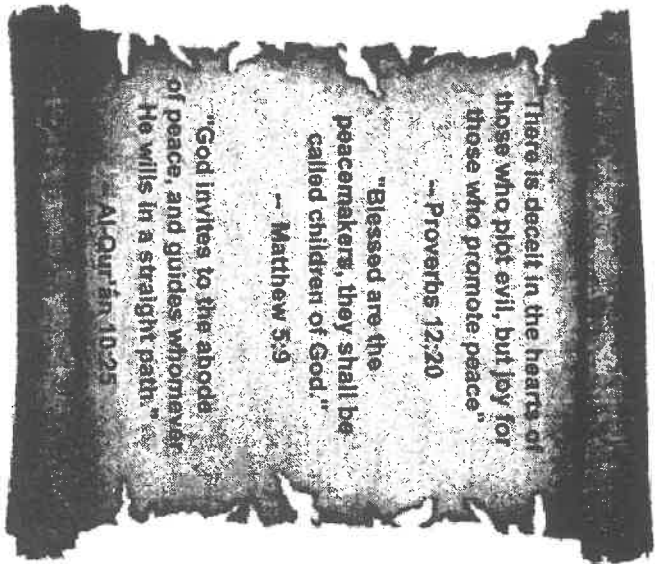 There is deceit in the hearts of
those who plot evil, but joy for
those who promote peace"
-- Proverbs 12:20
"Blessed are the
peacemakers, they shall be
called children of God."
-- Matthew 5:9
"God invites to the abode
of peace, and guides whomever
He wills in a straight path."
-- Al-Qur'an 10:25